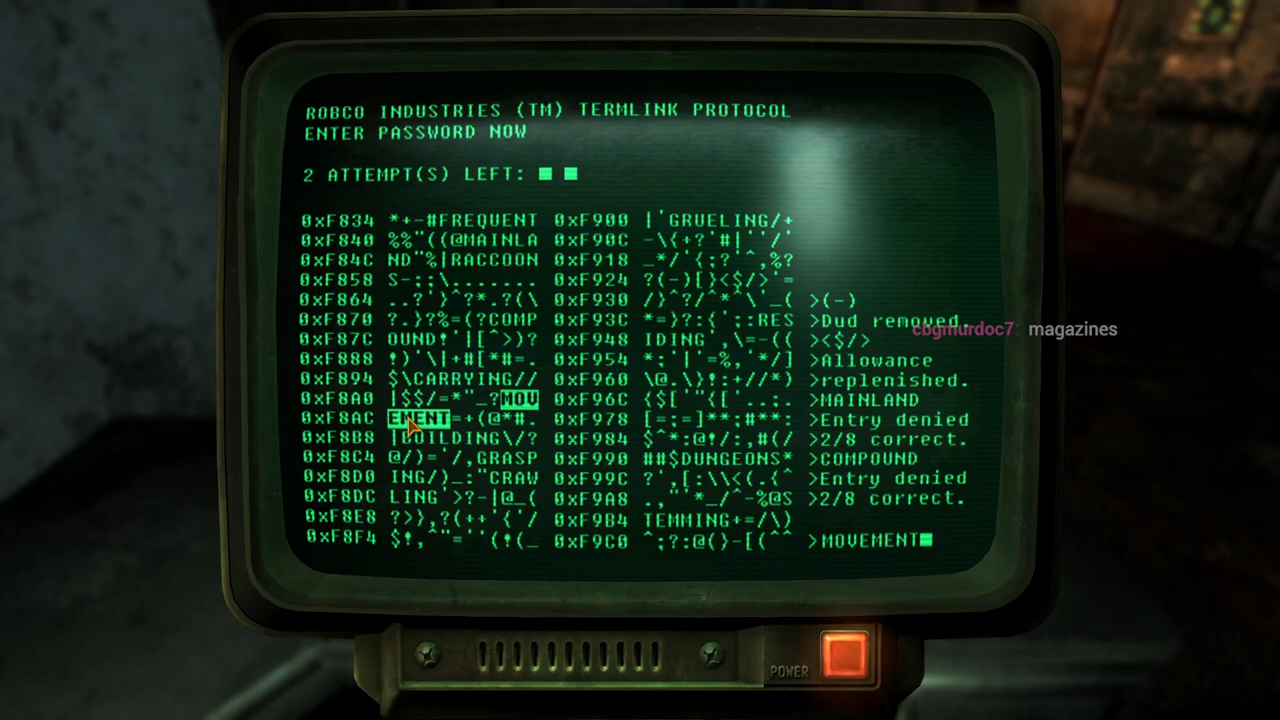 ROBCO INDUSTRIES (TM) TERMLINK PROTOCOL
ENTER PASSWORD NOW
2 ATTEMPT(S) LEFT:
0xF834 *+-#FREQUENT 0xF900 |'GRUELING/+
0xF840 %%"((@MAINLA 0xF90C -\{+?'#|''/'
0xF84C ND"%|RACCOON 0xF918 _*/'{;?'^,%?
0xF858 S-;:\....... 0xF924 ?(-)[}<$/>'=
0xF864 ..?'}^?*.?(\ 0xF930 /}^?/^*^\'_( >(-)
0xF870 ?.}?%=(?COMP 0xF93C *=}?:{';:RES >Dud removed.
cbgmurdoc7: magazines
0xF87C OUND!'|[^>)? 0xF948 IDING',\=-(( ><$/>
0xF888 !)'\|+#[*#=. 0xF954 *;'|'=%,'*/] >Allowance
0xF894 $\CARRYING// 0xF960 \@.\}!:+//*) >replenished.
0xF8A0 |$$/=*"_?MOV 0xF96C {$['"{['..:. >MAINLAND
0xF8AC EMENT=+(@*#. 0xF978 [=;=]**;#**: >Entry denied
0xF8B8 |BUILDING\/? 0xF984 $^*:@!/:,#(/ >2/8 correct.
0xF8C4 @/)='/,GRASP 0xF990 ##$DUNGEONS* >COMPOUND
0xF8D0 ING/)_:"CRAW 0xF99C ?',[:\\<(.{^ >Entry denied
0xF8DC LING'>?-|@_( 0xF9A8 .,"'*_/^-%@S >2/8 correct.
0xF8E8 ?>},?(++'{'/ 0xF9B4 TEMMING+=/\)
0xF8F4 $!,^"=''(!(_ 0xF9C0 ^;?:@()-[(^^ >MOVEMENT
POWER